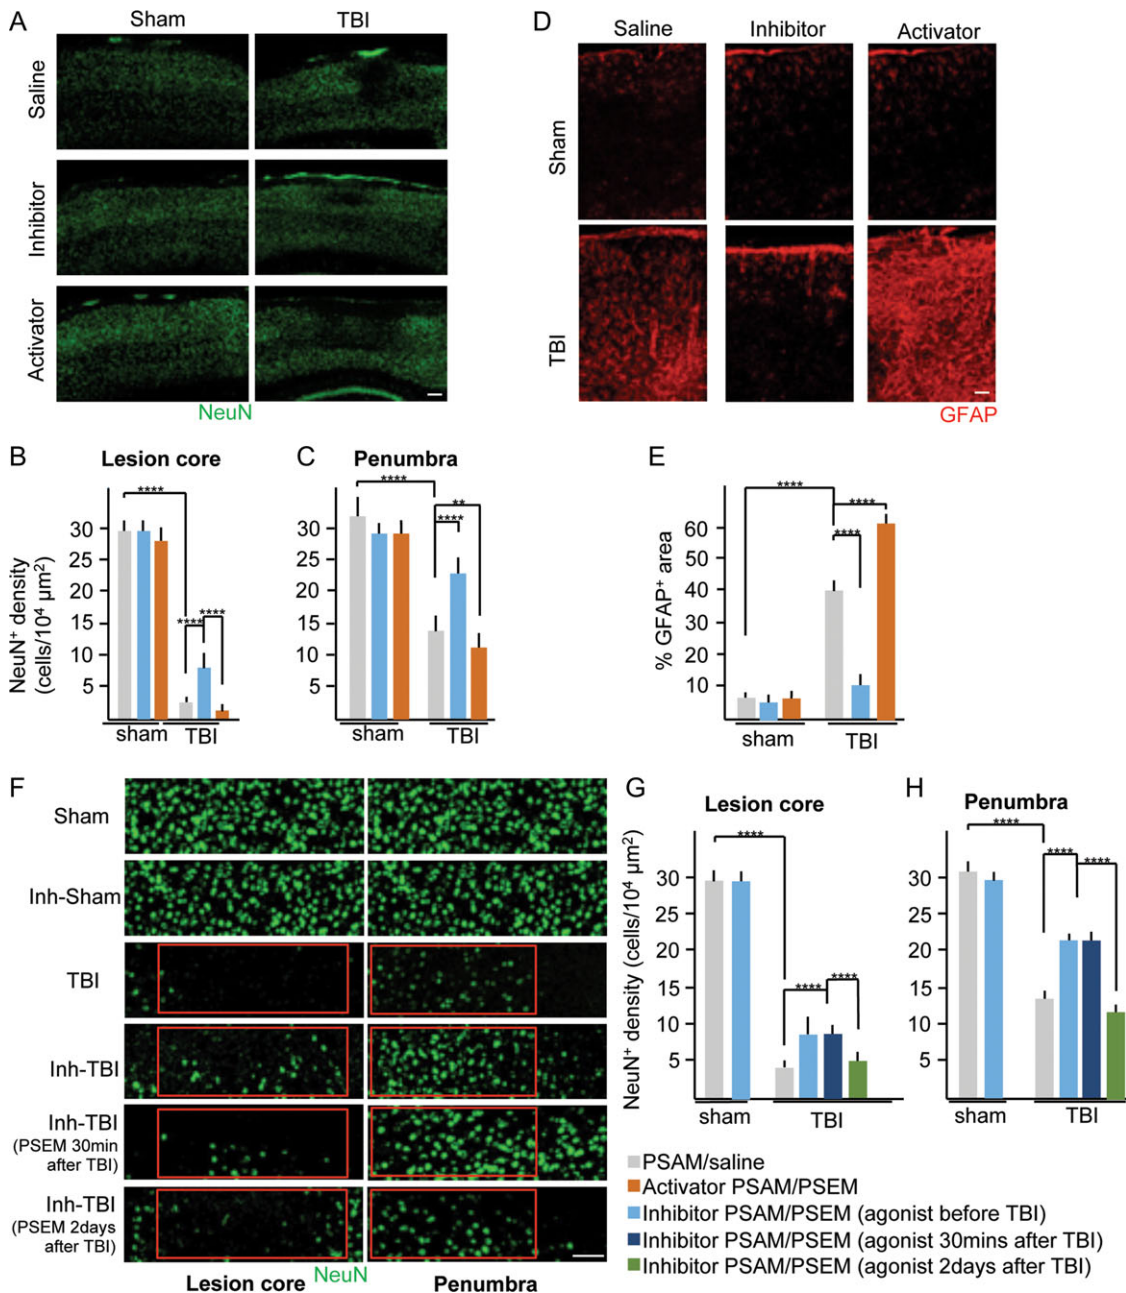 A
Sham
TBI
Saline
Inhibitor
Activator
NeuN
D
Saline
Inhibitor
Activator
Sham
TBI
GFAP
B
Lesion core
NeuN⁺ density
(cells/10⁴ µm²)
30
25
20
15
10
5
****
****
****
sham
TBI
C
Penumbra
30
25
20
15
10
5
****
**
****
sham
TBI
E
% GFAP⁺ area
60
50
40
30
20
10
****
****
****
sham
TBI
F
Sham
Inh-Sham
TBI
Inh-TBI
Inh-TBI
(PSEM 30min
after TBI)
Inh-TBI
(PSEM 2days
after TBI)
Lesion core
NeuN
Penumbra
G
Lesion core
NeuN⁺ density (cells/10⁴ µm²)
30
25
20
15
10
5
****
****
****
sham
TBI
H
Penumbra
30
25
20
15
10
5
****
****
****
sham
TBI
PSAM/saline
Activator PSAM/PSEM
Inhibitor PSAM/PSEM (agonist before TBI)
Inhibitor PSAM/PSEM (agonist 30mins after TBI)
Inhibitor PSAM/PSEM (agonist 2days after TBI)